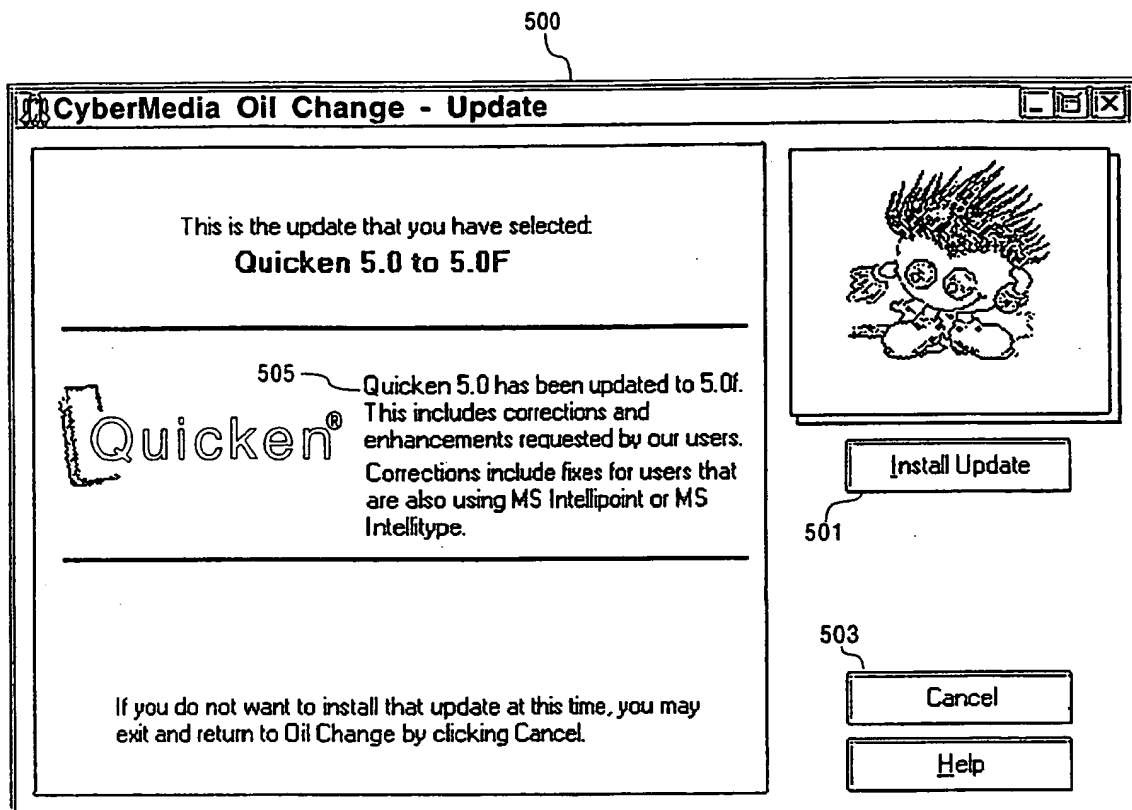 500
CyberMedia Oil Change - Update
This is the update that you have selected:
Quicken 5.0 to 5.0F
505
Quicken®
Quicken 5.0 has been updated to 5.0f.
This includes corrections and
enhancements requested by our users.
Corrections include fixes for users that
are also using MS Intellipoint or MS
Intellitype.
If you do not want to install that update at this time, you may
exit and return to Oil Change by clicking Cancel.
Install Update
501
503
Cancel
Help